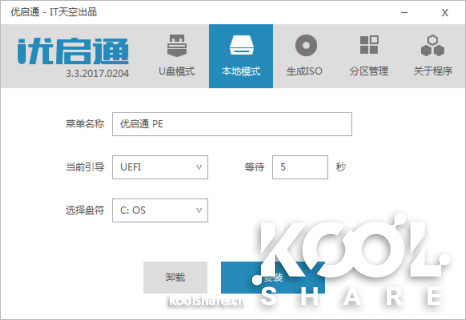 优启通 - IT天空出品
优启通
3.3.2017.0204
U盘模式
本地模式
生成ISO
分区管理
关于程序
菜单名称 优启通 PE
当前引导 UEFI 等待 5 秒
选择盘符 C: OS
卸载
KOOL
SHARE
koolshare.cn